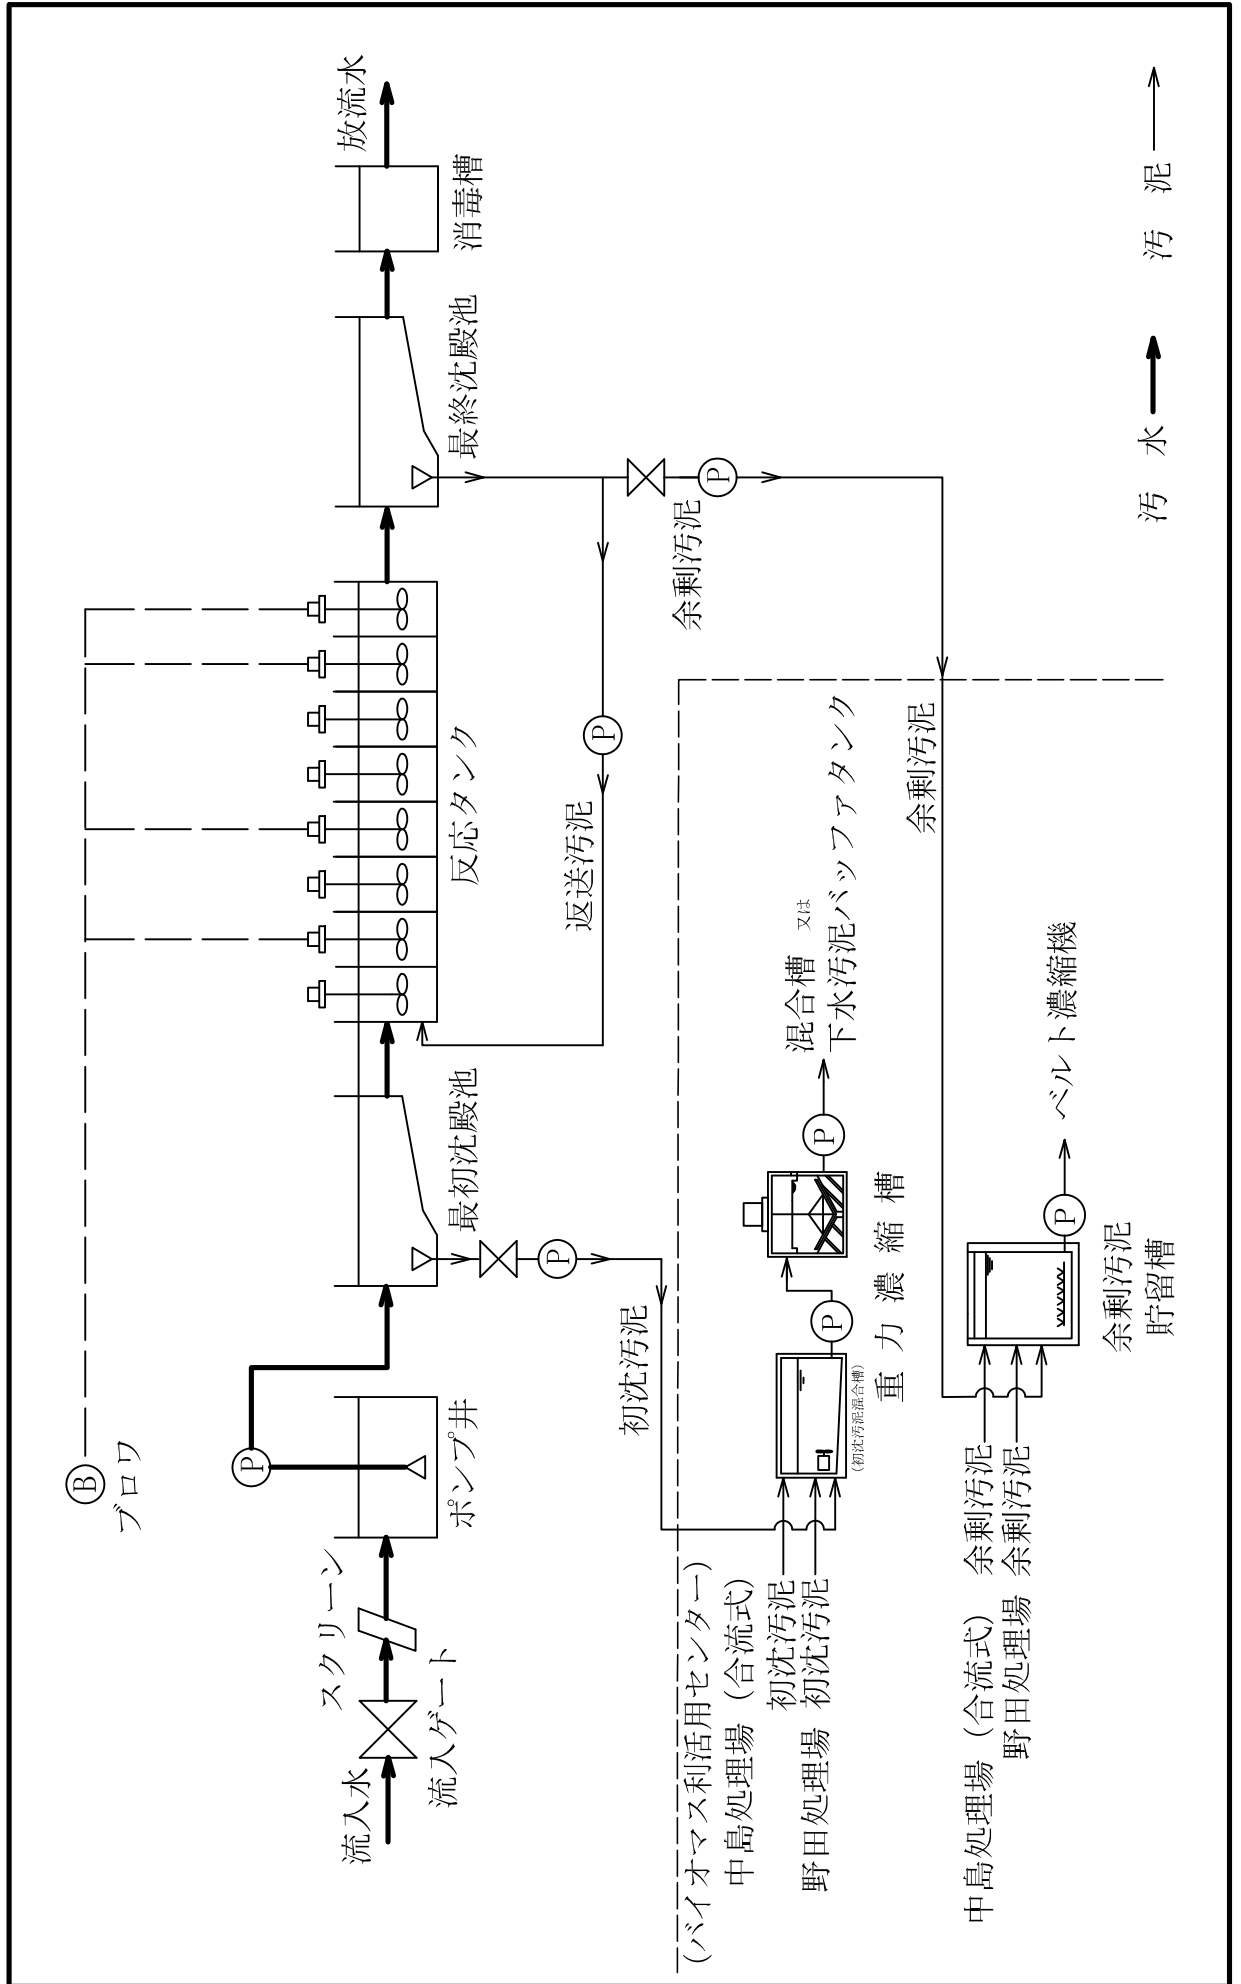 B
ブロワ
流入水
流入ゲート
スクリーン
P
ポンプ井
最初沈殿池
反応タンク
最終沈殿池
消毒槽
放流水
P
初沈汚泥
P
返送汚泥
P
余剰汚泥
(バイオマス利活用センター)
中島処理場 (合流式)
初沈汚泥
野田処理場 初沈汚泥
(初沈汚泥混合槽)
P
重力濃縮槽
P
混合槽 又は
下水汚泥バッファタンク
余剰汚泥
中島処理場 (合流式) 余剰汚泥
野田処理場 余剰汚泥
余剰汚泥
貯留槽
P
ベルト濃縮機
汚 水
汚 泥